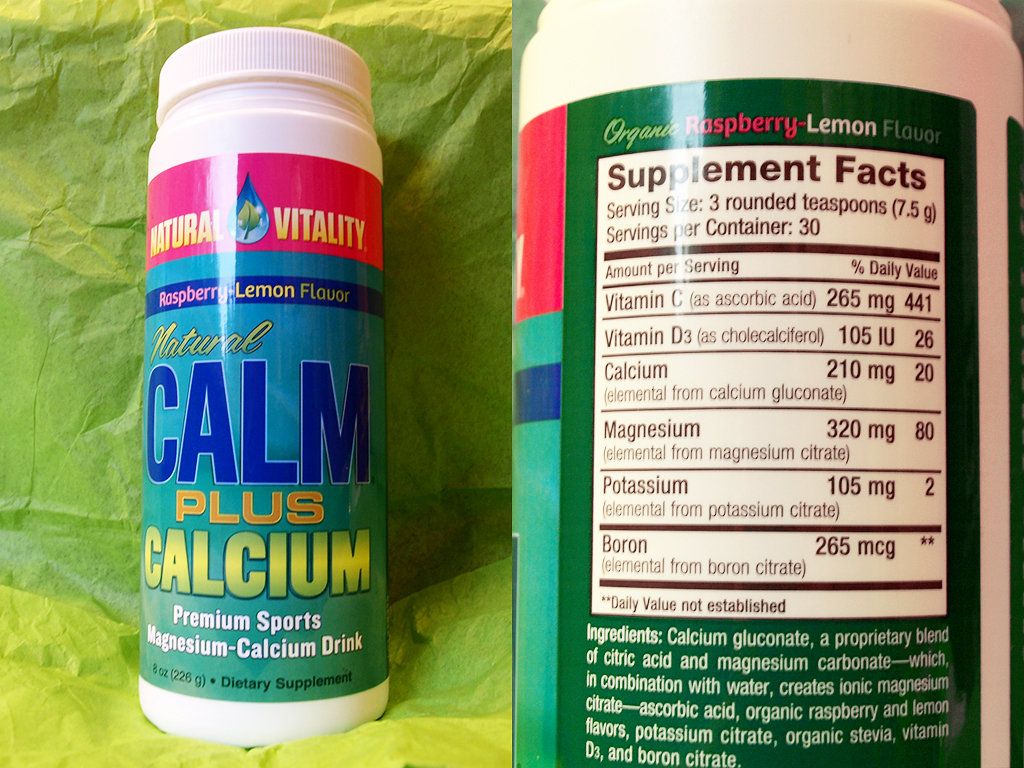 NATURAL VITALITY
Raspberry-Lemon Flavor
Natural
CALM
PLUS
CALCIUM
Premium Sports
Magnesium-Calcium Drink
8 oz (226 g) • Dietary Supplement
Organic Raspberry-Lemon Flavor
Supplement Facts
Serving Size: 3 rounded teaspoons (7.5 g)
Servings per Container: 30
Amount per Serving % Daily Value
Vitamin C (as ascorbic acid) 265 mg 441
Vitamin D3 (as cholecalciferol) 105 IU 26
Calcium 210 mg 20
(elemental from calcium gluconate)
Magnesium 320 mg 80
(elemental from magnesium citrate)
Potassium 105 mg 2
(elemental from potassium citrate)
Boron 265 mcg **
(elemental from boron citrate)
**Daily Value not established
Ingredients: Calcium gluconate, a proprietary blend
of citric acid and magnesium carbonate—which,
in combination with water, creates ionic magnesium
citrate—ascorbic acid, organic raspberry and lemon
flavors, potassium citrate, organic stevia, vitamin
D3, and boron citrate.